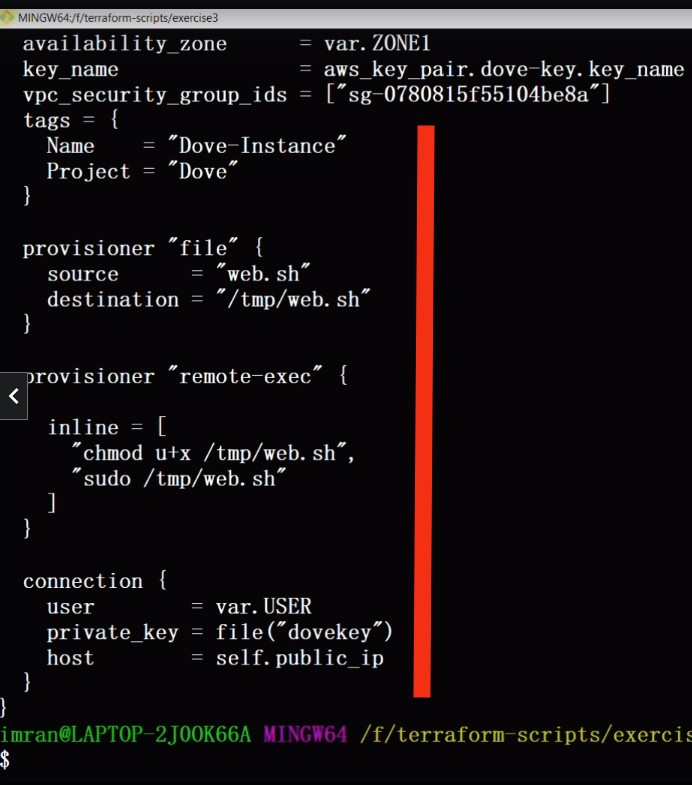 MINGW64:/f/terraform-scripts/exercise3
availability_zone = var.ZONE1
key_name = aws_key_pair.dove-key.key_name
vpc_security_group_ids = ["sg-0780815f55104be8a"]
tags = {
Name = "Dove-Instance"
Project = "Dove"
}
provisioner "file" {
source = "web.sh"
destination = "/tmp/web.sh"
}
provisioner "remote-exec" {
inline = [
"chmod u+x /tmp/web.sh",
"sudo /tmp/web.sh"
]
}
connection {
user = var.USER
private_key = file("dovekey")
host = self.public_ip
}
}
imran@LAPTOP-2J0OK66A MINGW64 /f/terraform-scripts/exercis
$